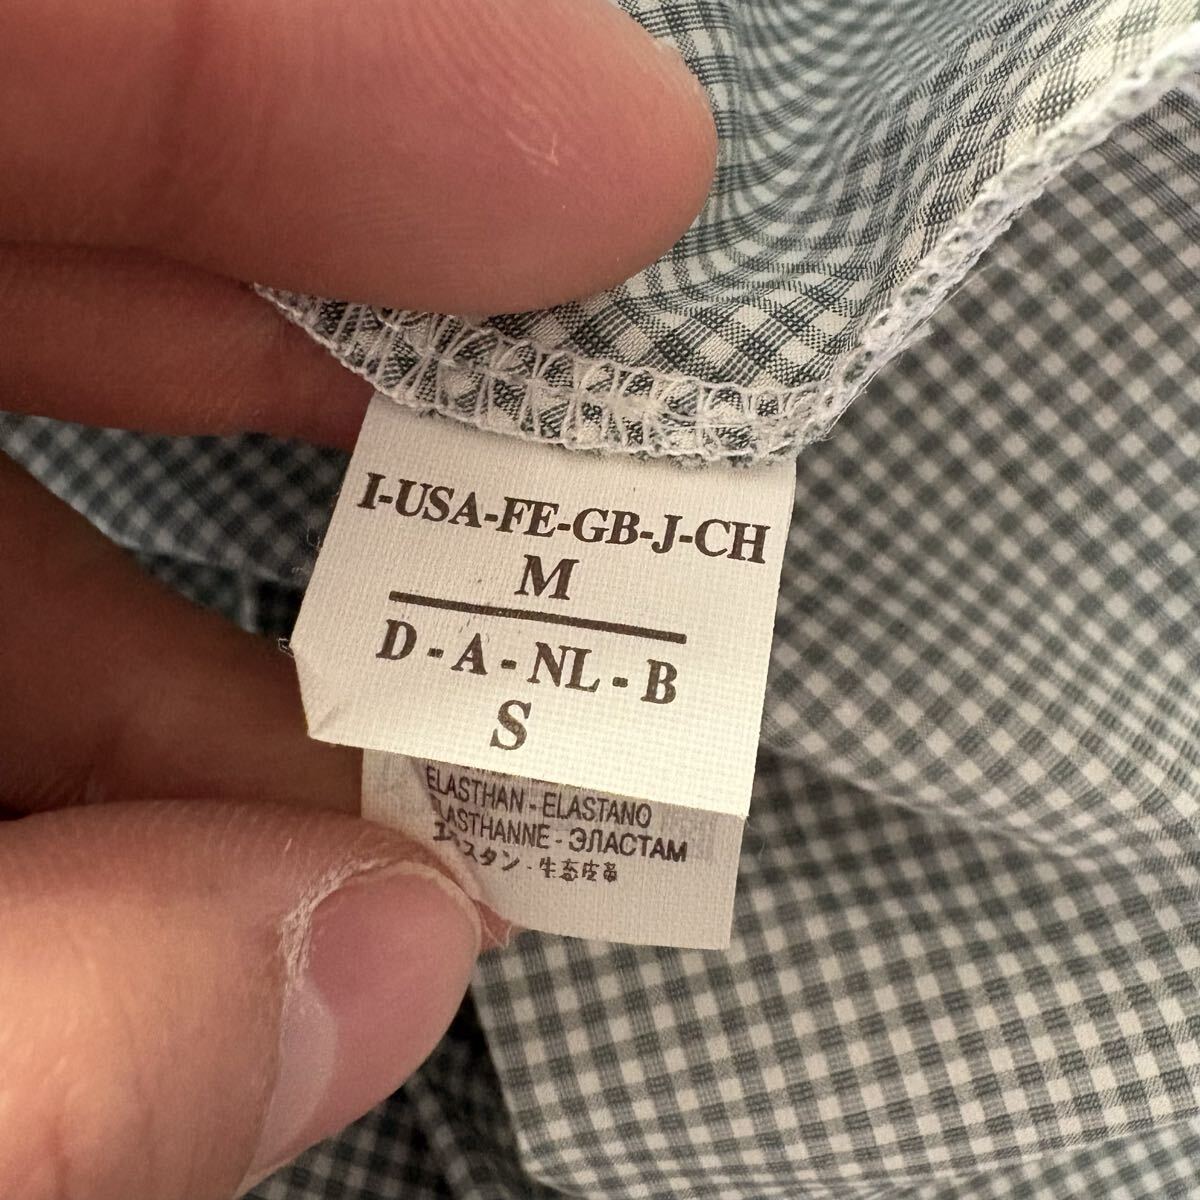 I-USA-FE-GB-J-CH
M
D - A - NL - B
S
ELASTHAN - ELASTANO
ELASTHANNE - ЭЛАСТАМ
エラスタン - 生态皮革